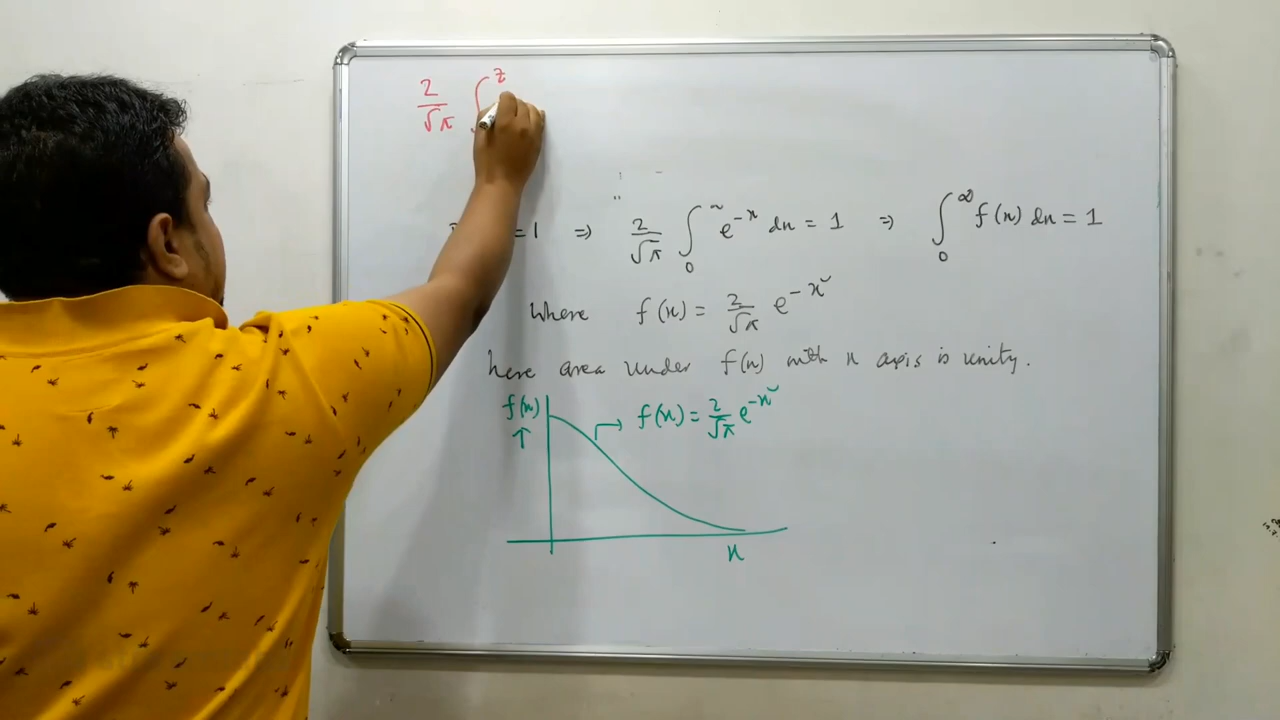 2/√π ∫ z
=1 ⇒ 2/√π ∫₀^∞ e^-x dx = 1 ⇒ ∫₀^∞ f(x) dx = 1
Where f(x) = 2/√π e^-x²
here area under f(x) with x axis is unity.
f(x) ↑ → f(x) = 2/√π e^-x²
x